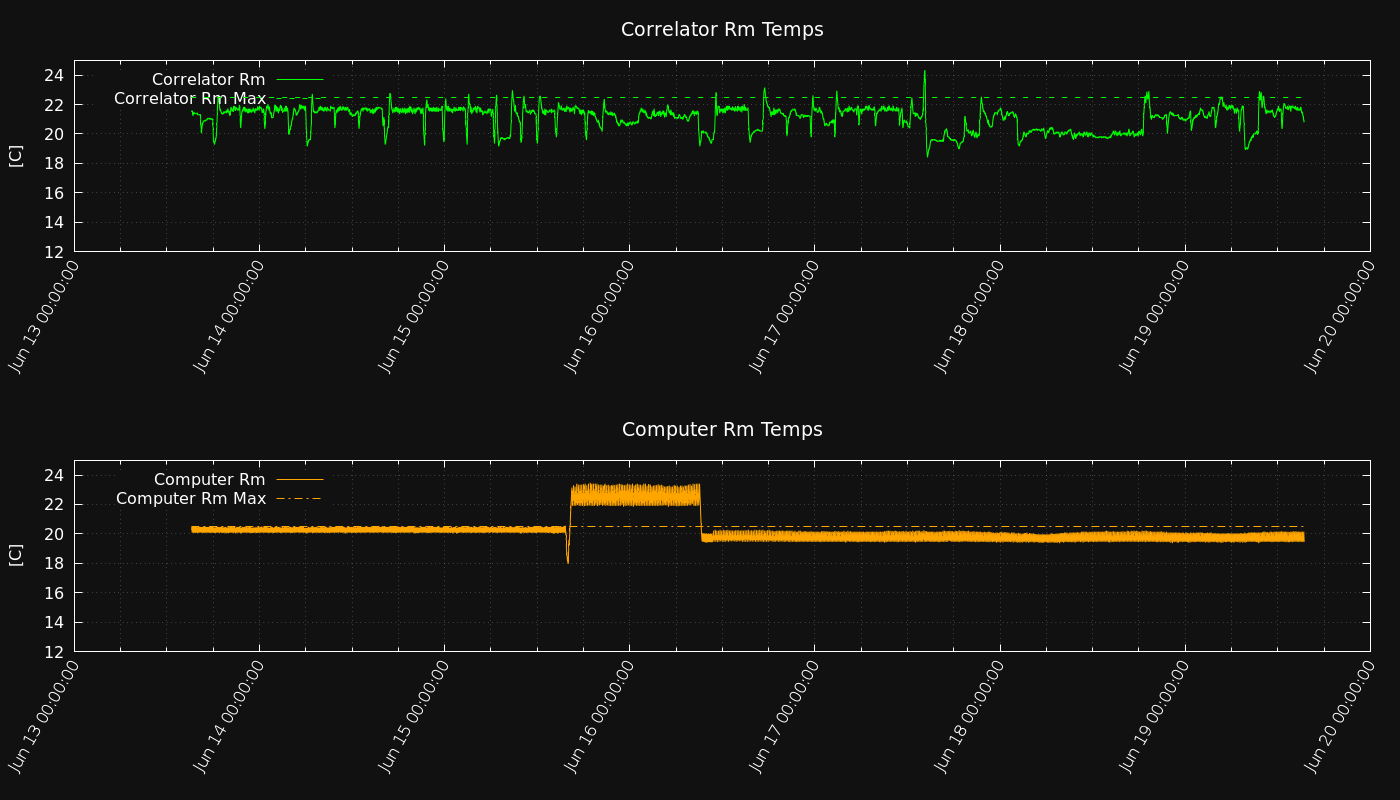 Correlator Rm Temps
Correlator Rm
Correlator Rm Max
24
22
20
18
16
14
12
[C]
Jun 13 00:00:00
Jun 14 00:00:00
Jun 15 00:00:00
Jun 16 00:00:00
Jun 17 00:00:00
Jun 18 00:00:00
Jun 19 00:00:00
Jun 20 00:00:00
Computer Rm Temps
Computer Rm
Computer Rm Max
24
22
20
18
16
14
12
[C]
Jun 13 00:00:00
Jun 14 00:00:00
Jun 15 00:00:00
Jun 16 00:00:00
Jun 17 00:00:00
Jun 18 00:00:00
Jun 19 00:00:00
Jun 20 00:00:00